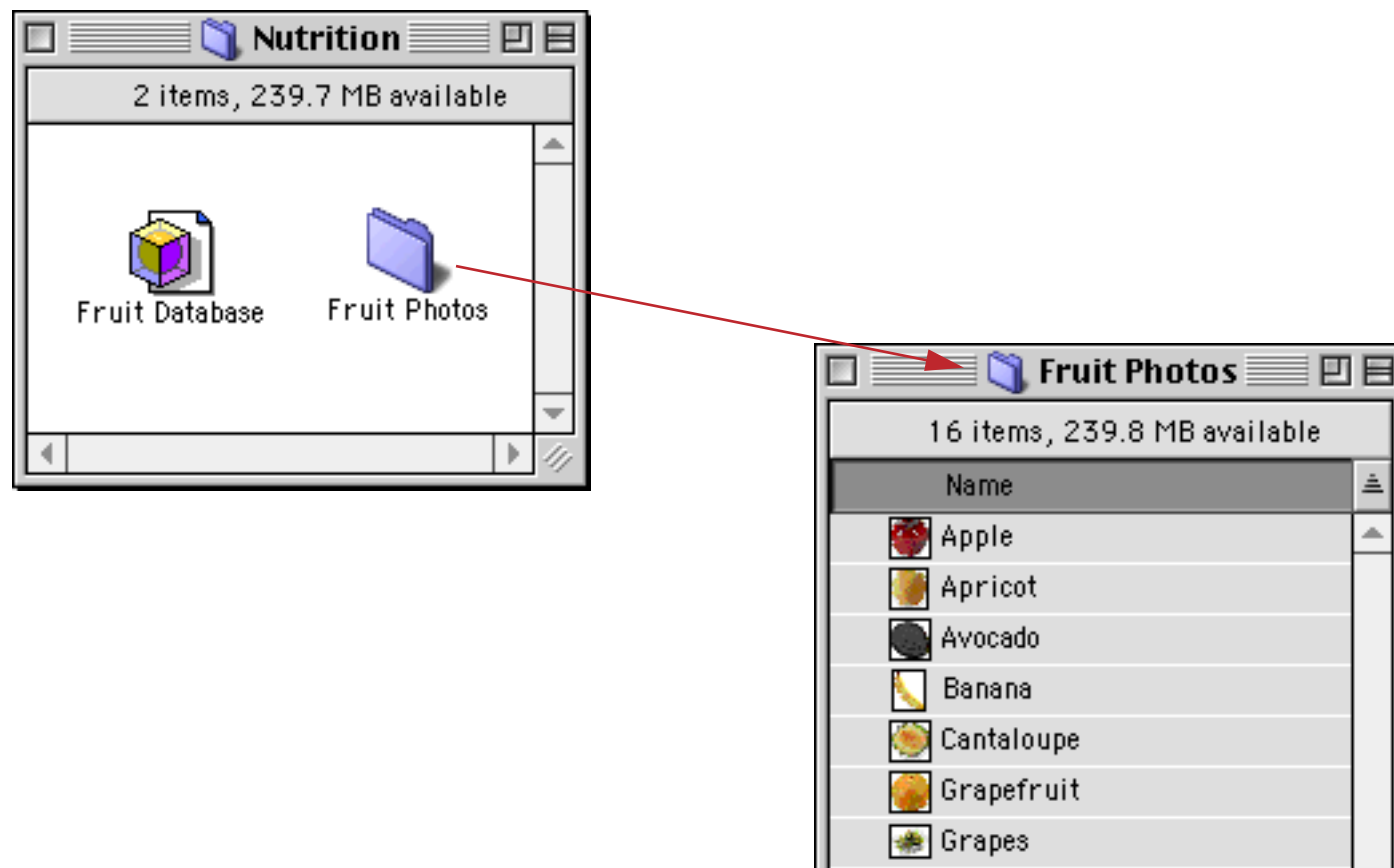 Nutrition
2 items, 239.7 MB available
Fruit Database
Fruit Photos
Fruit Photos
16 items, 239.8 MB available
Name
Apple
Apricot
Avocado
Banana
Cantaloupe
Grapefruit
Grapes